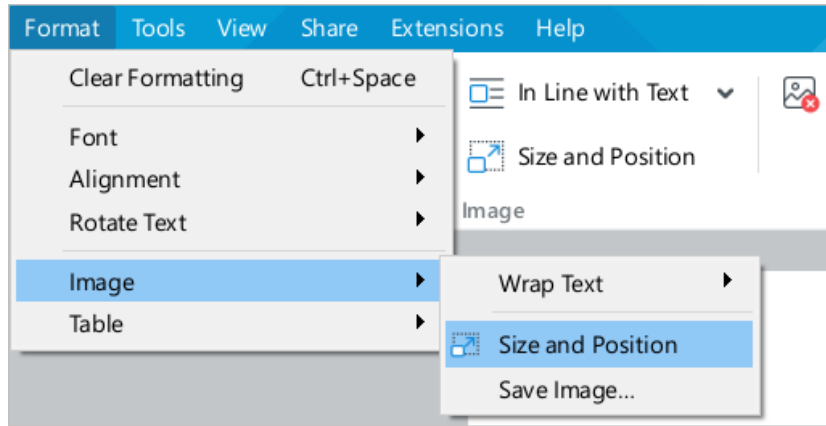 Format Tools View Share Extensions Help
Clear Formatting Ctrl+Space
Font
Alignment
Rotate Text
Image
Table
In Line with Text
Size and Position
Image
Wrap Text
Size and Position
Save Image...